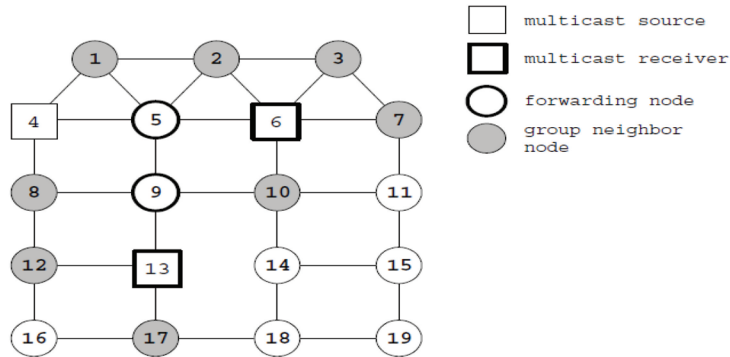 multicast source
1 2 3 multicast receiver
4 5 6 7 forwarding node
group neighbor
node
8 9 10 11
12 13 14 15
16 17 18 19